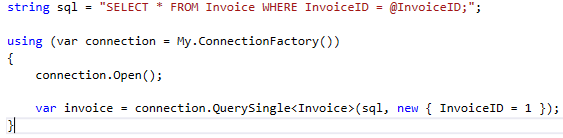 string sql = "SELECT * FROM Invoice WHERE InvoiceID = @InvoiceID;";
using (var connection = My.ConnectionFactory())
{
connection.Open();
var invoice = connection.QuerySingle<Invoice>(sql, new { InvoiceID = 1 });
}